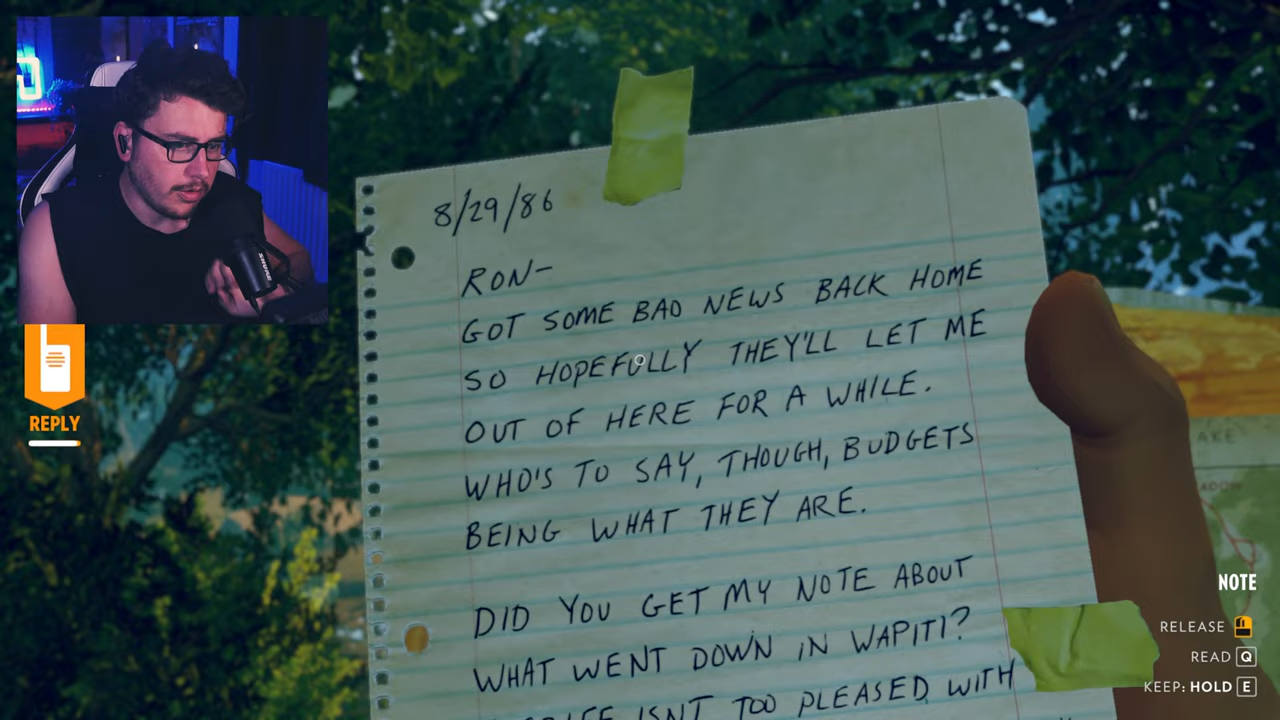 8/29/86
RON-
GOT SOME BAD NEWS BACK HOME
SO HOPEFULLY THEY'LL LET ME
OUT OF HERE FOR A WHILE.
WHO'S TO SAY, THOUGH, BUDGETS
BEING WHAT THEY ARE.
DID YOU GET MY NOTE ABOUT
WHAT WENT DOWN IN WAPITI?
ISNT TOO PLEASED WITH
REPLY
SHURE
NOTE
RELEASE
READ Q
KEEP: HOLD E